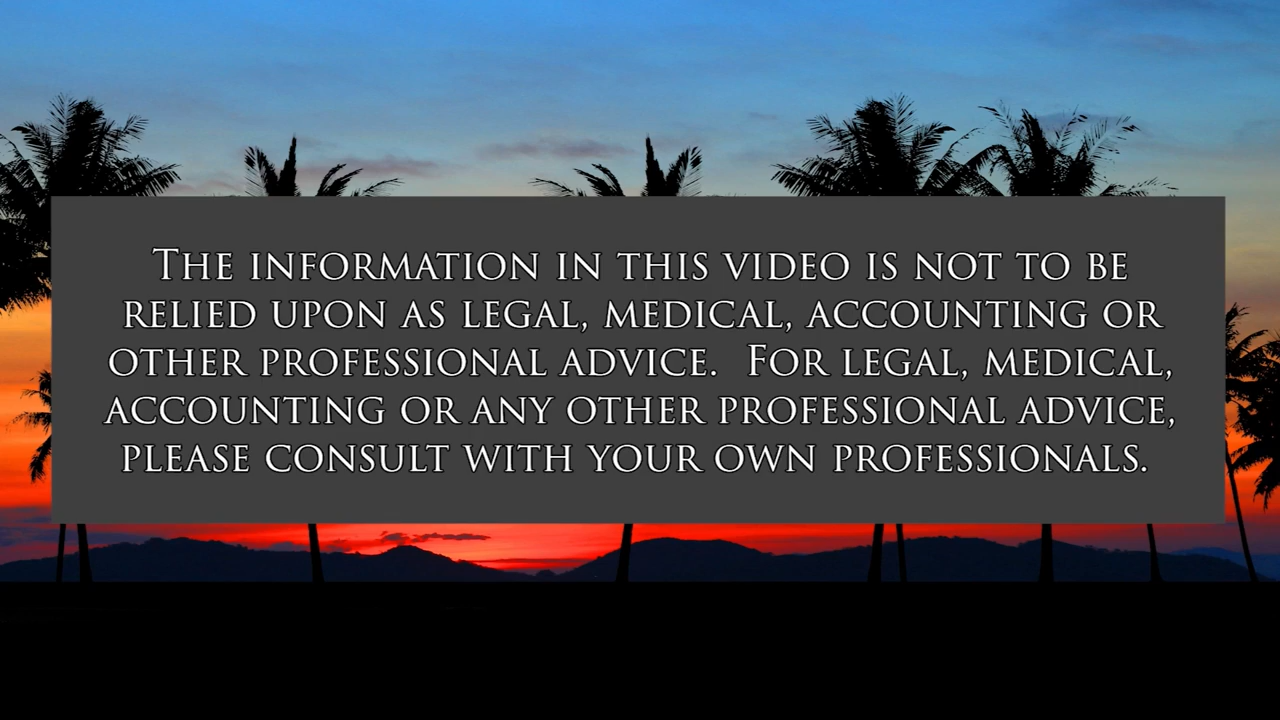 The information in this video is not to be
relied upon as legal, medical, accounting or
other professional advice.  For legal, medical,
accounting or any other professional advice,
please consult with your own professionals.